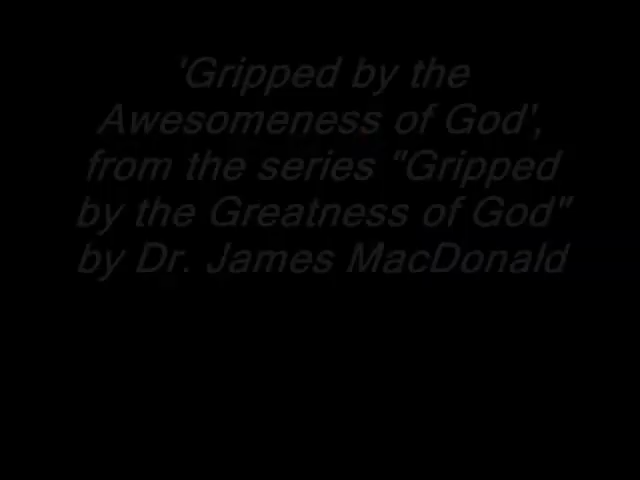 'Gripped by the
Awesomeness of God',
from the series "Gripped
by the Greatness of God"
by Dr. James MacDonald